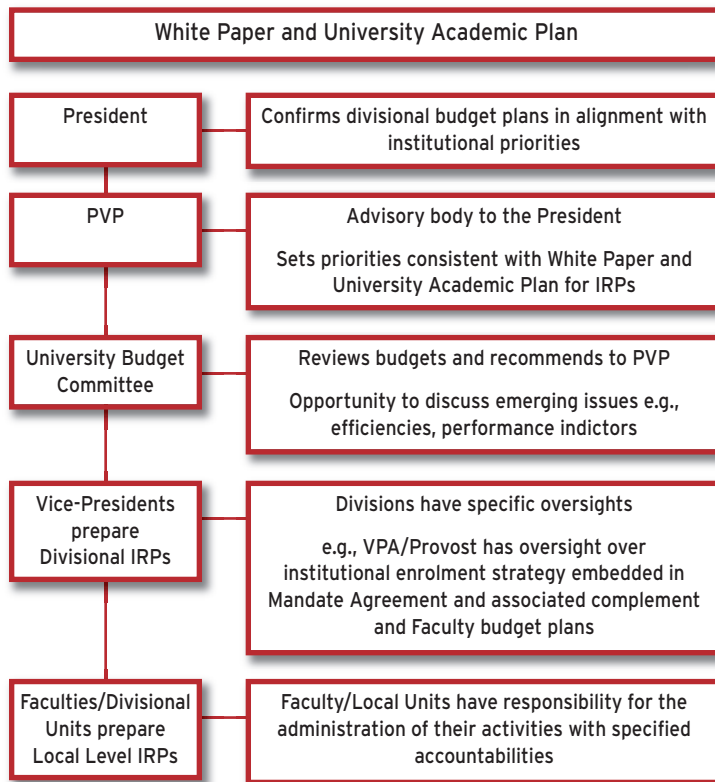 White Paper and University Academic Plan
President
Confirms divisional budget plans in alignment with
institutional priorities
PVP
Advisory body to the President
Sets priorities consistent with White Paper and
University Academic Plan for IRPs
University Budget
Committee
Reviews budgets and recommends to PVP
Opportunity to discuss emerging issues e.g.,
efficiencies, performance indictors
Vice-Presidents
prepare
Divisional IRPs
Divisions have specific oversights
e.g., VPA/Provost has oversight over
institutional enrolment strategy embedded in
Mandate Agreement and associated complement
and Faculty budget plans
Faculties/Divisional
Units prepare
Local Level IRPs
Faculty/Local Units have responsibility for the
administration of their activities with specified
accountabilities